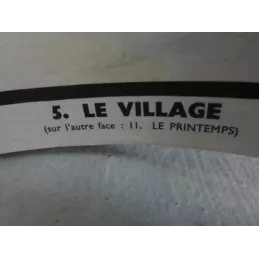 5. LE VILLAGE
(sur l'autre face : 11. LE PRINTEMPS)